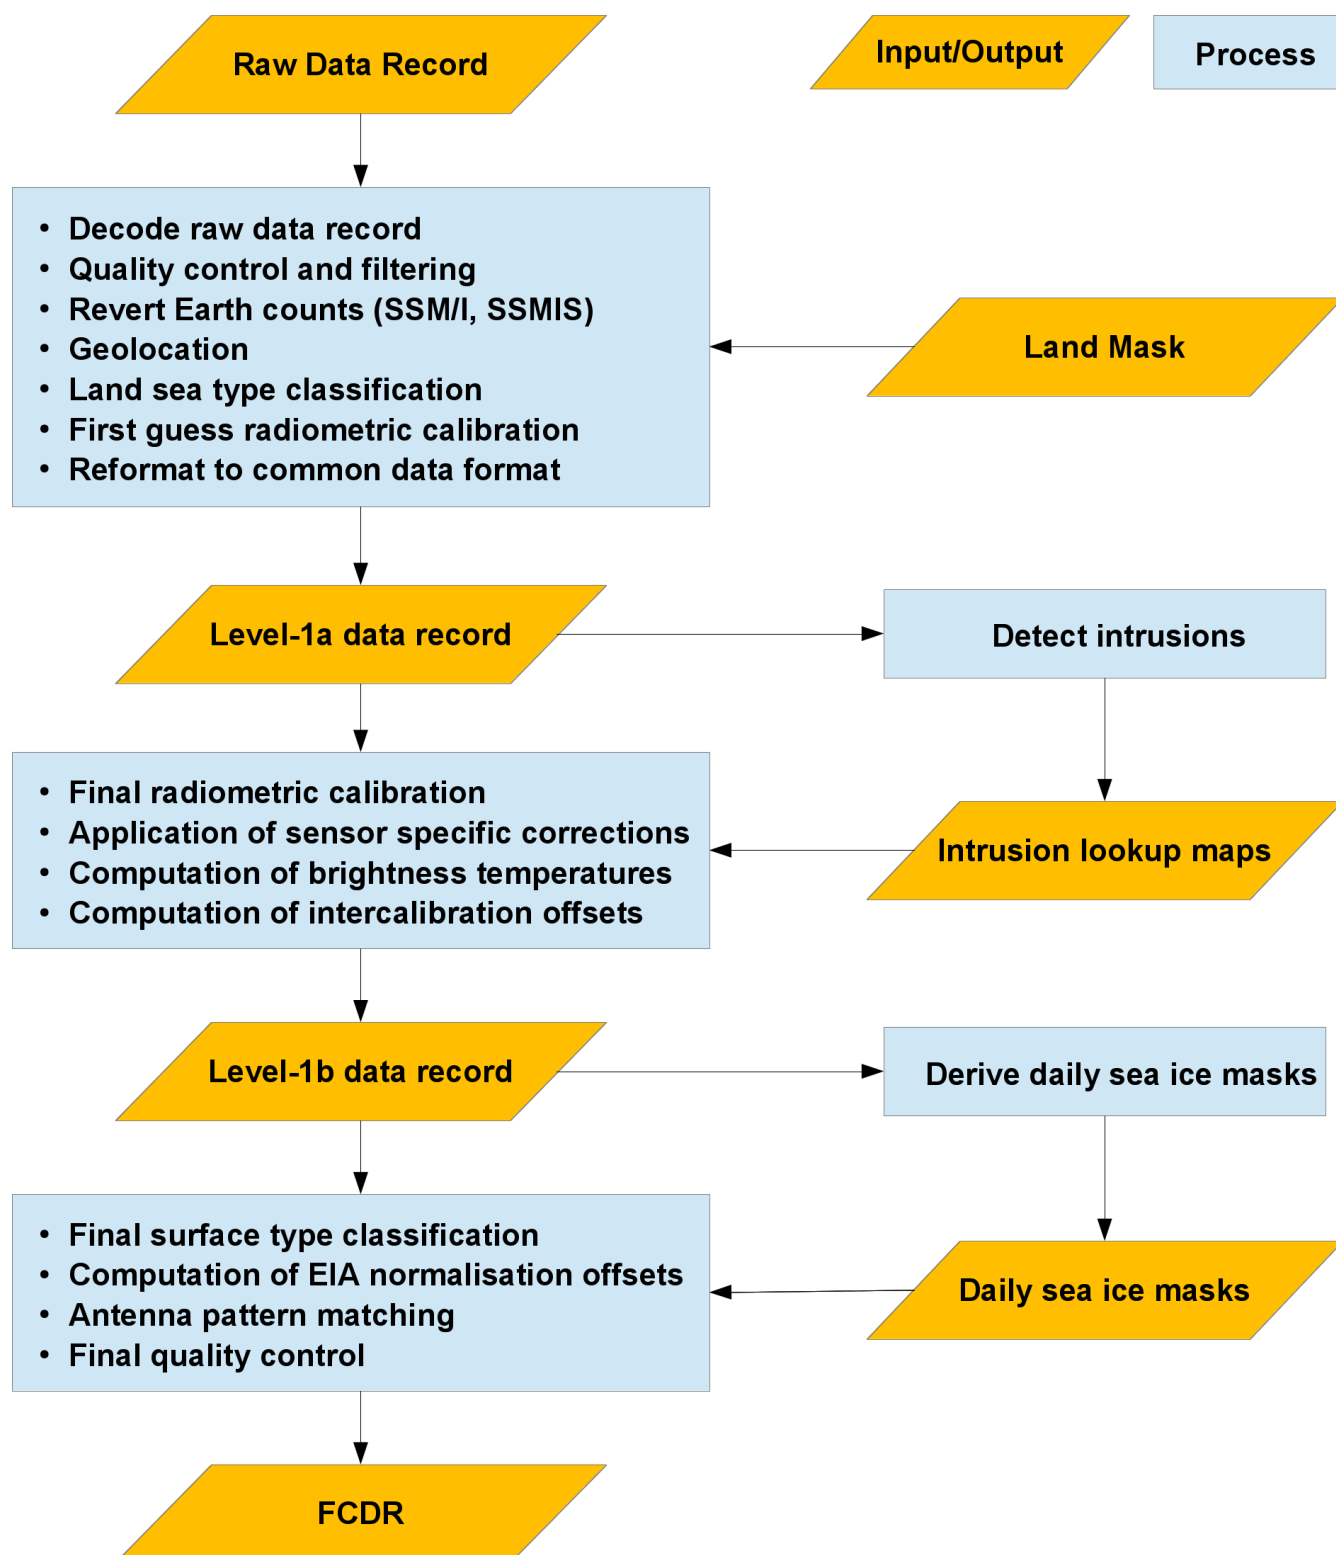 Raw Data Record
Input/Output
Process
• Decode raw data record
• Quality control and filtering
• Revert Earth counts (SSM/I, SSMIS)
• Geolocation
• Land sea type classification
• First guess radiometric calibration
• Reformat to common data format
Land Mask
Level-1a data record
Detect intrusions
• Final radiometric calibration
• Application of sensor specific corrections
• Computation of brightness temperatures
• Computation of intercalibration offsets
Intrusion lookup maps
Level-1b data record
Derive daily sea ice masks
• Final surface type classification
• Computation of EIA normalisation offsets
• Antenna pattern matching
• Final quality control
Daily sea ice masks
FCDR